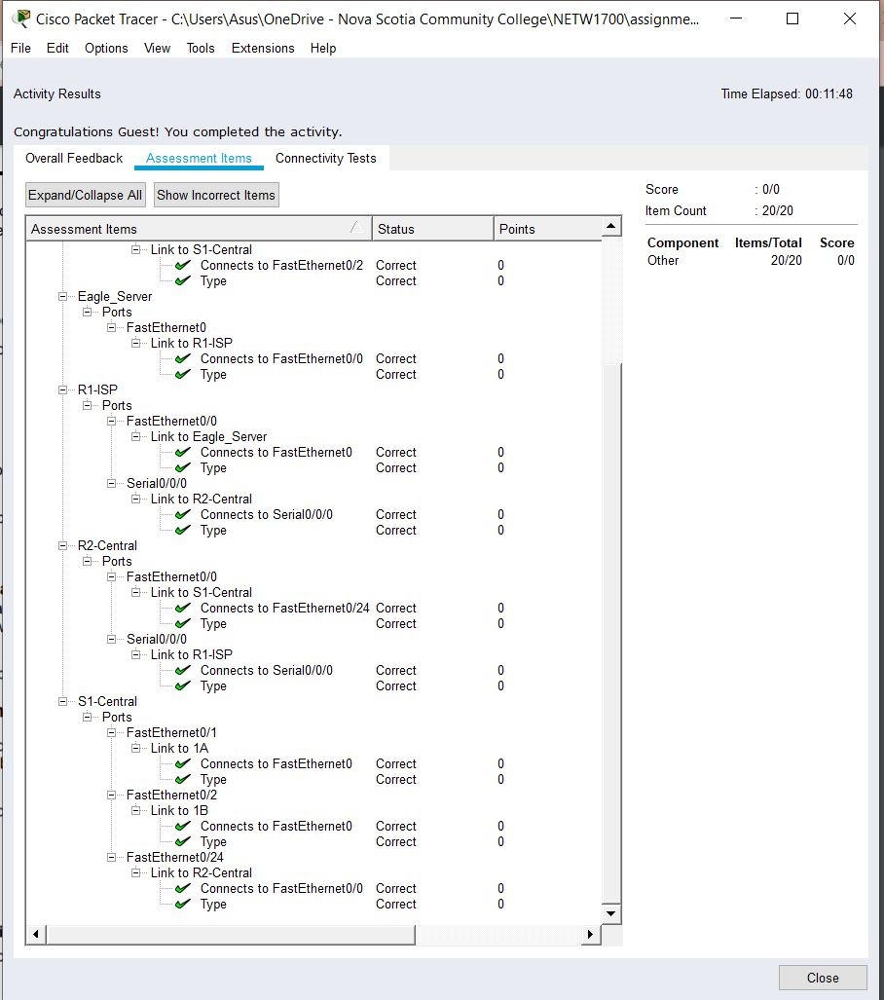 Cisco Packet Tracer - C:\Users\Asus\OneDrive - Nova Scotia Community College\NETW1700\assignme...
File Edit Options View Tools Extensions Help
Activity Results Time Elapsed: 00:11:48
Congratulations Guest! You completed the activity.
Overall Feedback Assessment Items Connectivity Tests
Expand/Collapse All Show Incorrect Items
Assessment Items Status Points
Link to S1-Central
Connects to FastEthernet0/2 Correct 0
Type Correct 0
Eagle_Server
Ports
FastEthernet0
Link to R1-ISP
Connects to FastEthernet0/0 Correct 0
Type Correct 0
R1-ISP
Ports
FastEthernet0/0
Link to Eagle_Server
Connects to FastEthernet0 Correct 0
Type Correct 0
Serial0/0/0
Link to R2-Central
Connects to Serial0/0/0 Correct 0
Type Correct 0
R2-Central
Ports
FastEthernet0/0
Link to S1-Central
Connects to FastEthernet0/24 Correct 0
Type Correct 0
Serial0/0/0
Link to R1-ISP
Connects to Serial0/0/0 Correct 0
Type Correct 0
S1-Central
Ports
FastEthernet0/1
Link to 1A
Connects to FastEthernet0 Correct 0
Type Correct 0
FastEthernet0/2
Link to 1B
Connects to FastEthernet0 Correct 0
Type Correct 0
FastEthernet0/24
Link to R2-Central
Connects to FastEthernet0/0 Correct 0
Type Correct 0
Score : 0/0
Item Count : 20/20
Component Items/Total Score
Other 20/20 0/0
Close